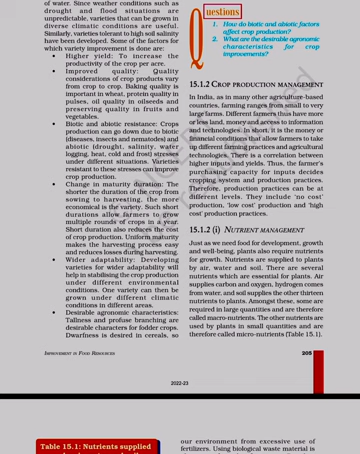 of water. Since weather conditions such as
drought and flood situations are
unpredictable, varieties that can be grown in
diverse climatic conditions are useful.
Similarly, varieties tolerant to high soil salinity
have been developed. Some of the factors for
which variety improvement is done are:
• Higher yield: To increase the
productivity of the crop per acre.
• Improved quality: Quality
considerations of crop products vary
from crop to crop. Baking quality is
important in wheat, protein quality in
pulses, oil quality in oilseeds and
preserving quality in fruits and
vegetables.
• Biotic and abiotic resistance: Crops
production can go down due to biotic
(diseases, insects and nematodes) and
abiotic (drought, salinity, water
logging, heat, cold and frost) stresses
under different situations. Varieties
resistant to these stresses can improve
crop production.
• Change in maturity duration: The
shorter the duration of the crop from
sowing to harvesting, the more
economical is the variety. Such short
durations allow farmers to grow
multiple rounds of crops in a year.
Short duration also reduces the cost
of crop production. Uniform maturity
makes the harvesting process easy
and reduces losses during harvesting.
• Wider adaptability: Developing
varieties for wider adaptability will
help in stabilising the crop production
under different environmental
conditions. One variety can then be
grown under different climatic
conditions in different areas.
• Desirable agronomic characteristics:
Tallness and profuse branching are
desirable characters for fodder crops.
Dwarfness is desired in cereals, so
Questions
1. How do biotic and abiotic factors
affect crop production?
2. What are the desirable agronomic
characteristics for crop
improvements?
15.1.2 CROP PRODUCTION MANAGEMENT
In India, as in many other agriculture-based
countries, farming ranges from small to very
large farms. Different farmers thus have more
or less land, money and access to information
and technologies. In short, it is the money or
financial conditions that allow farmers to take
up different farming practices and agricultural
technologies. There is a correlation between
higher inputs and yields. Thus, the farmer's
purchasing capacity for inputs decides
cropping system and production practices.
Therefore, production practices can be at
different levels. They include 'no cost'
production, 'low cost' production and 'high
cost' production practices.
15.1.2 (i) NUTRIENT MANAGEMENT
Just as we need food for development, growth
and well-being, plants also require nutrients
for growth. Nutrients are supplied to plants
by air, water and soil. There are several
nutrients which are essential for plants. Air
supplies carbon and oxygen, hydrogen comes
from water, and soil supplies the other thirteen
nutrients to plants. Amongst these, some are
required in large quantities and are therefore
called macro-nutrients. The other nutrients are
used by plants in small quantities and are
therefore called micro-nutrients (Table 15.1).
IMPROVEMENT IN FOOD RESOURCES
205
2022-23
Table 15.1: Nutrients supplied
our environment from excessive use of
fertilizers. Using biological waste material is